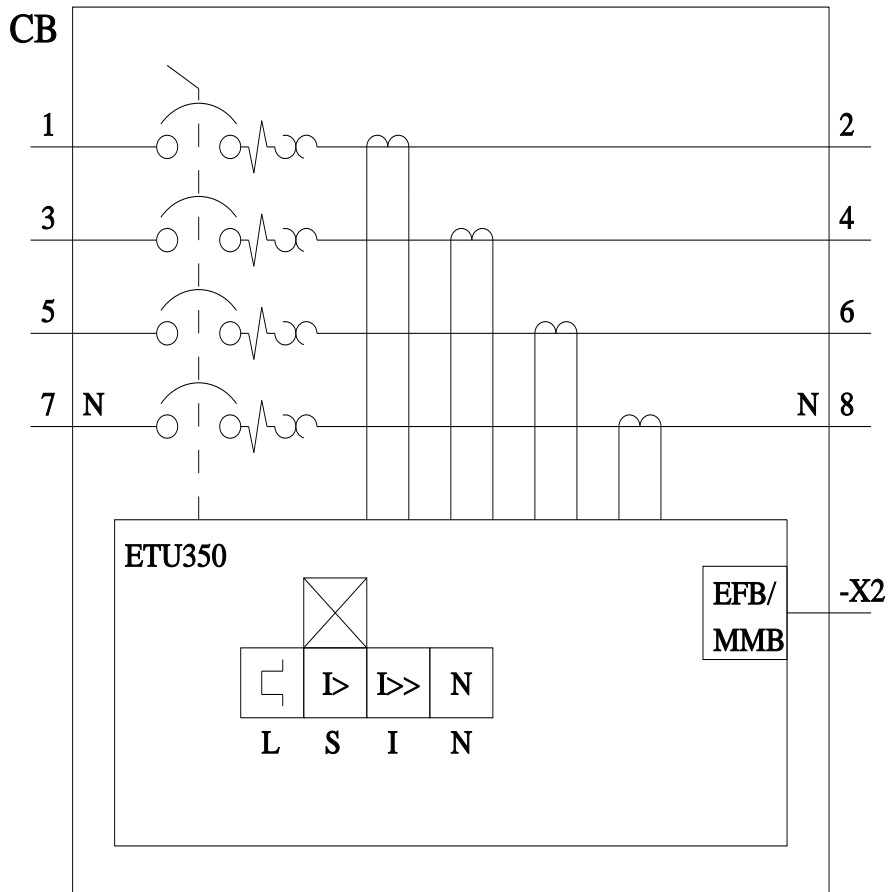 CB
1
2
3
4
5
6
7 N
N 8
ETU350
EFB/
MMB
-X2
I> I>> N
L S I N